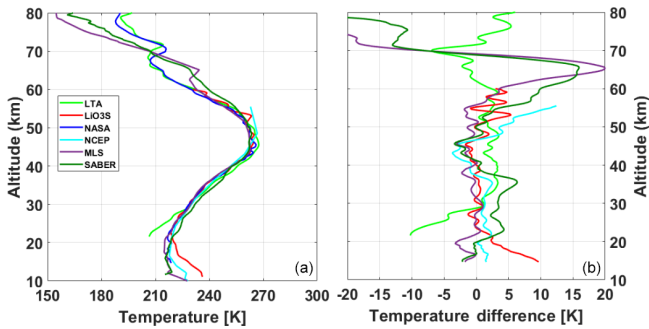 80
70
60
50
40
30
20
10
Altitude (km)
LTA
LiO3S
NASA
NCEP
MLS
SABER
(a)
150 180 210 240 270 300
Temperature [K]
80
70
60
50
40
30
20
10
Altitude (km)
(b)
-20 -15 -10 -5 0 5 10 15 20
Temperature difference [K]